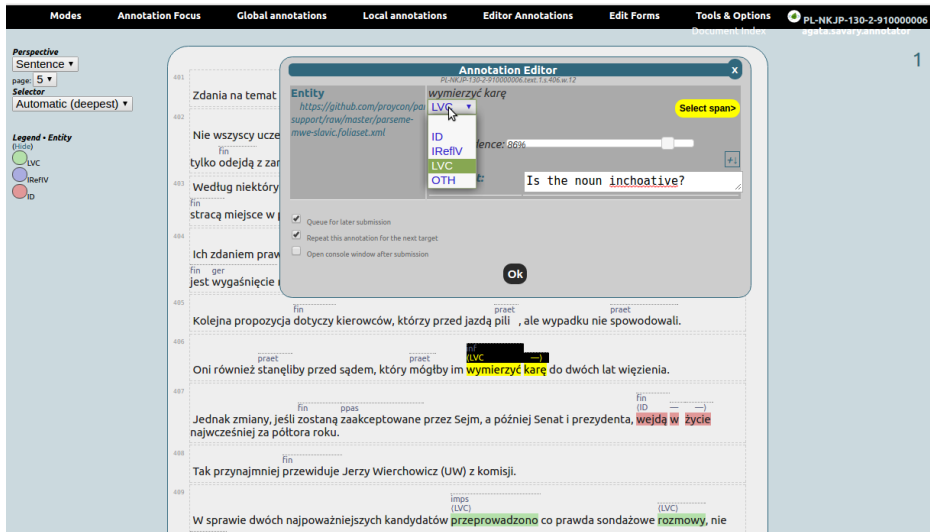 Modes Annotation Focus Global annotations Local annotations Editor Annotations Edit Forms Tools & Options PL-NKJP-130-2-910000006
Document Index agata.savary.annotator
1
Perspective
Sentence
page: 5
Selector
Automatic (deepest)
Legend - Entity
(Hide)
LVC
IReflV
ID
Annotation Editor X
PL-NKJP-130-2-910000006.text.1.s.406.w.12
Entity wymierzyć karę
https://github.com/proycon/par LVC Select span>
support/raw/master/parseme-
mwe-slavic.foliaset.xml
ID
IReflV dence: 86%
LVC
OTH t: Is the noun inchoative?
Queue for later submission
Repeat this annotation for the next target
Open console window after submission
Ok
401
Zdania na temat
402
Nie wszyscy ucze
fin
tylko odejdą z zar
403
Według niektóry
fin
stracą miejsce w p
404
Ich zdaniem praw
fin ger
jest wygaśnięcie
405
fin praet praet
Kolejna propozycja dotyczy kierowców, którzy przed jazdą pili , ale wypadku nie spowodowali.
406
inf
praet praet (LVC —)
Oni również stanęliby przed sądem, który mógłby im wymierzyć karę do dwóch lat więzienia.
407
fin
fin ppas (ID — —)
Jednak zmiany, jeśli zostaną zaakceptowane przez Sejm, a później Senat i prezydenta, wejdą w życie
najwcześniej za półtora roku.
408
fin
Tak przynajmniej przewiduje Jerzy Wierchowicz (UW) z komisji.
409
imps
(LVC) (LVC)
W sprawie dwóch najpoważniejszych kandydatów przeprowadzono co prawda sondażowe rozmowy, nie